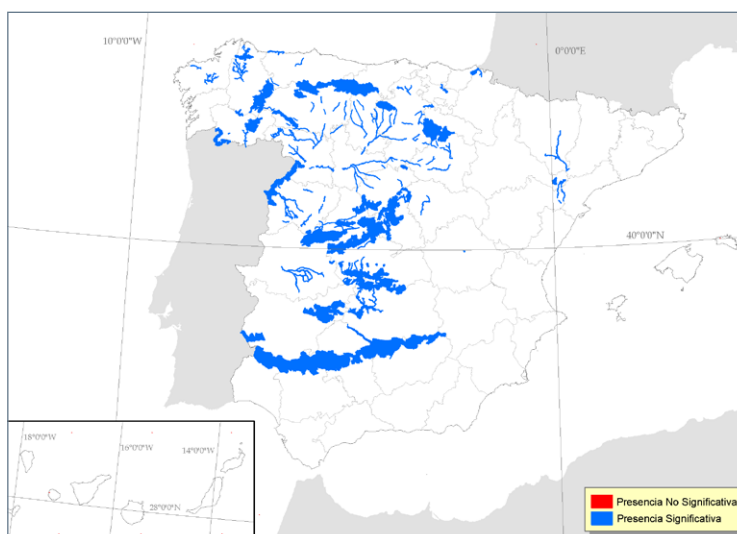 10°0'0"W
0°0'0"E
40°0'0"N
18°0'0"W
16°0'0"W
14°0'0"W
28°0'0"N
Presencia No Significativa
Presencia Significativa